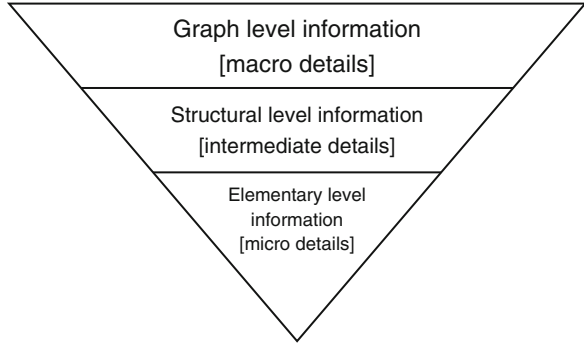 Graph level information
[macro details]
Structural level information
[intermediate details]
Elementary level
information
[micro details]